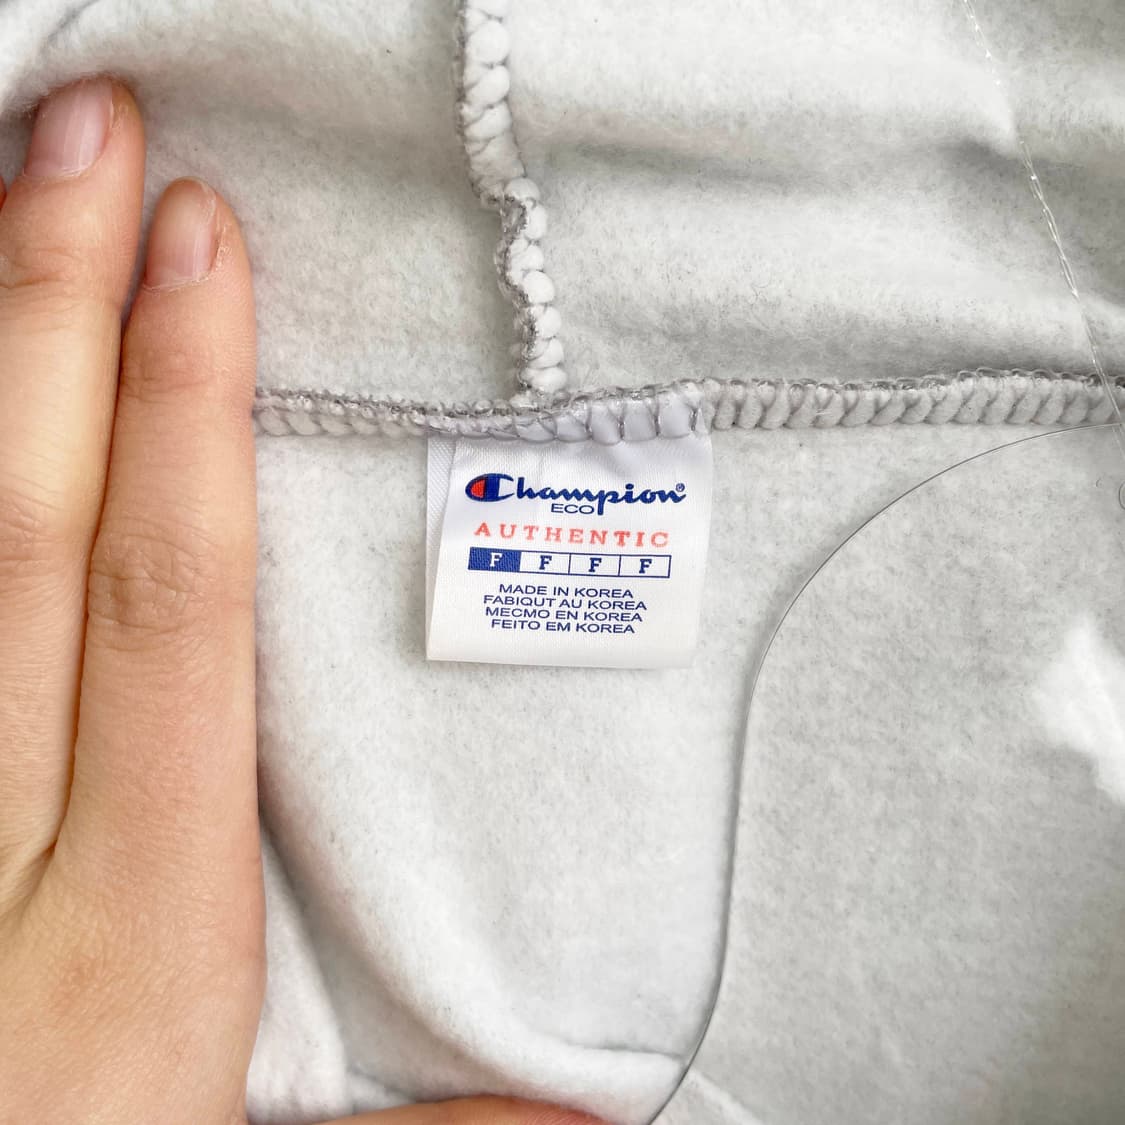 Champion®
ECO
AUTHENTIC
F F F F
MADE IN KOREA
FABIQUT AU KOREA
MECMO EN KOREA
FEITO EM KOREA